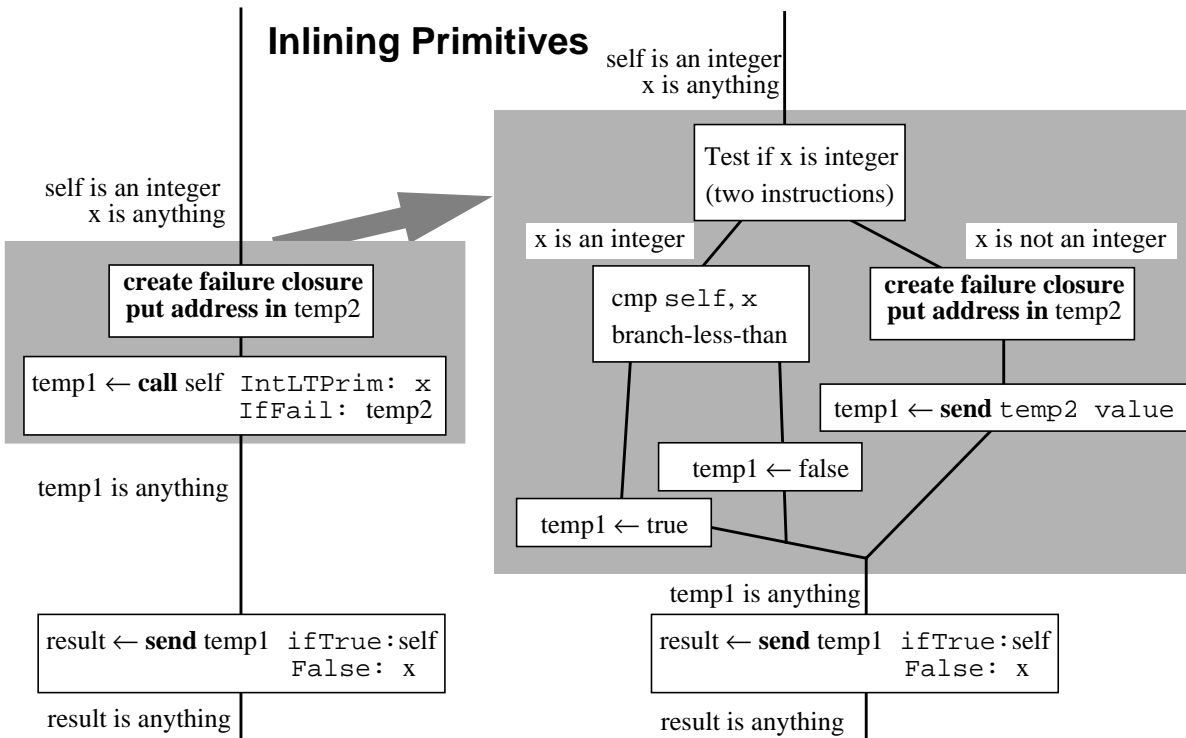 Inlining Primitives
self is an integer
x is anything
create failure closure
put address in temp2
temp1 ← call self IntLTPrim: x
IfFail: temp2
temp1 is anything
result ← send temp1 ifTrue:self
False: x
result is anything
self is an integer
x is anything
Test if x is integer
(two instructions)
x is an integer
x is not an integer
cmp self, x
branch-less-than
create failure closure
put address in temp2
temp1 ← send temp2 value
temp1 ← false
temp1 ← true
temp1 is anything
result ← send temp1 ifTrue:self
False: x
result is anything